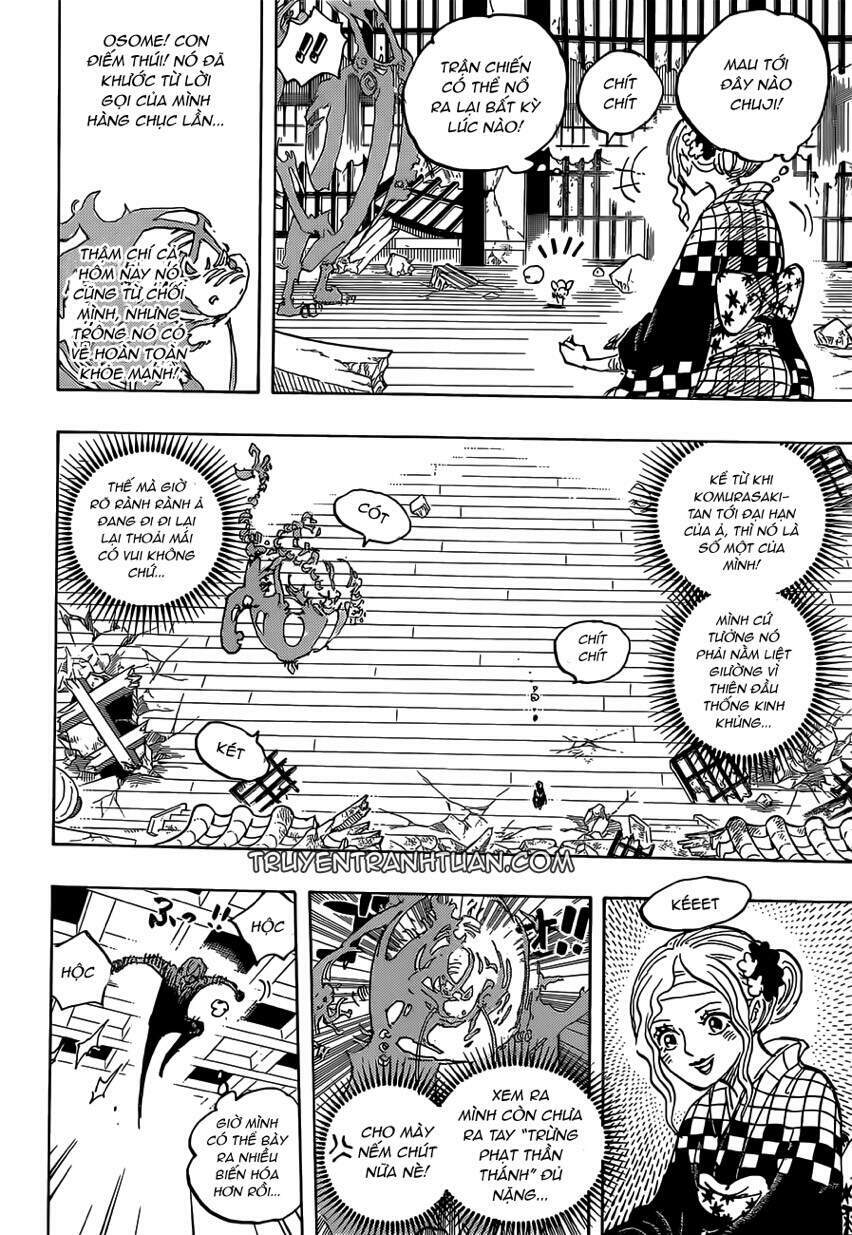 MAU TỚI
ĐÂY NÀO
CHUJI!
CHÍT
CHÍT
TRẬN CHIẾN
CÓ THỂ NỔ
RA LẠI BẤT KỲ
LÚC NÀO!
!!
OSOME! CON
ĐIẾM THÚI! NÓ ĐÃ
KHƯỚC TỪ LỜI
GỌI CỦA MÌNH
HÀNG CHỤC LẦN...
THẬM CHÍ CẢ
HÔM NAY NÓ
CŨNG TỪ CHỐI
MÌNH, NHƯNG
TRÔNG NÓ CÓ
VẺ HOÀN TOÀN
KHỎE MẠNH!
KỂ TỪ KHI
KOMURASAKI-
TAN TỚI ĐẠI HẠN
CỦA Ả, THÌ NÓ LÀ
SỐ MỘT CỦA
MÌNH!
MÌNH CỨ
TƯỞNG NÓ
PHẢI NẰM LIỆT
GIƯỜNG VÌ
THIÊN ĐẦU
THỐNG KINH
KHỦNG...
CÓT
THẾ MÀ GIỜ
RÕ RÀNH RÀNH Ả
ĐANG ĐI ĐI LẠI
LẠI THOẢI MÁI
CÓ VUI KHÔNG
CHỨ...
CHÍT
CHÍT
KÉT
TRUYENTRANHTUAN.COM
KÉEET
XEM RA
MÌNH CÒN CHƯA
RA TAY "TRỪNG
PHẠT THẦN
THÁNH" ĐỦ
NẶNG...
CHO MÀY
NẾM CHÚT
NỮA NÈ!
HỘC
HỘC
GIỜ MÌNH
CÓ THỂ BÀY
RA NHIỀU
BIẾN HÓA
HƠN RỒI...